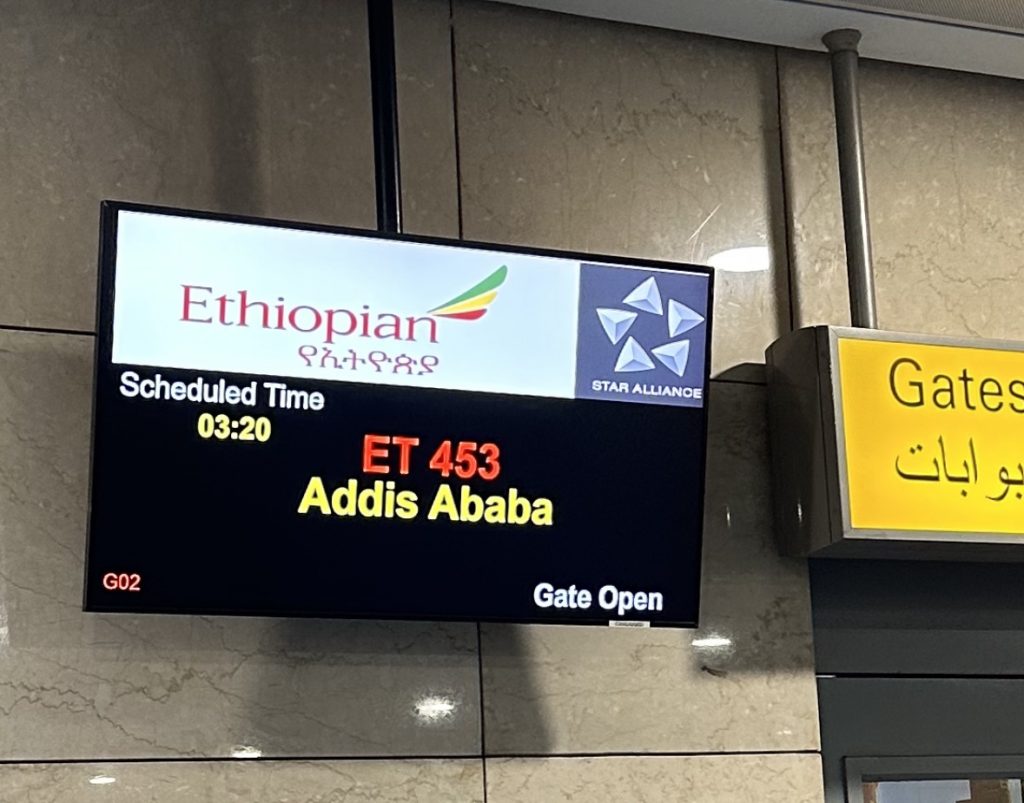 Ethiopian
የኢትዮጵያ
STAR ALLIANCE
Scheduled Time
03:20
ET 453
Addis Ababa
G02
Gate Open
Gates
بوابات